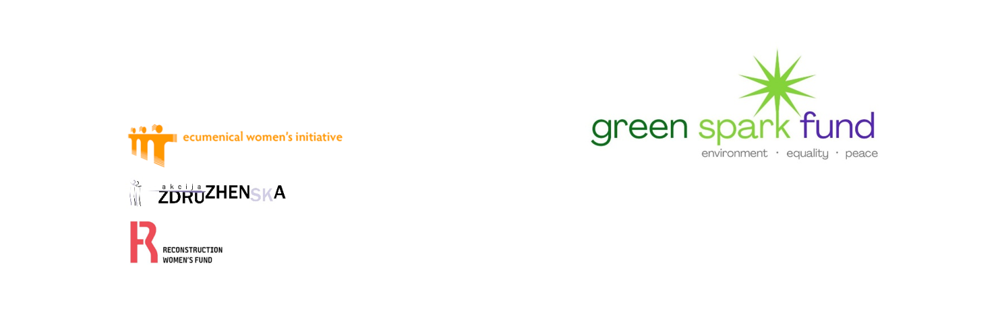 ecumenical women's initiative
akcija
ZDRUZHENSKA
RECONSTRUCTION
WOMEN'S FUND
green spark fund
environment · equality · peace